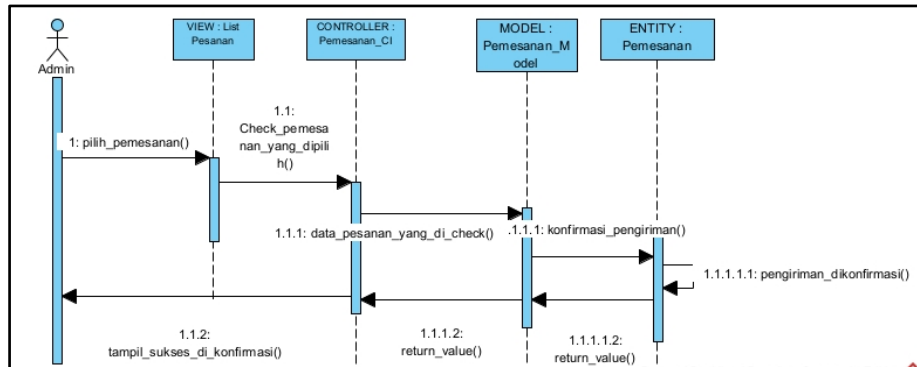 VIEW : List
Pesanan
CONTROLLER :
Pemesanan_CI
MODEL :
Pemesanan_M
odel
ENTITY :
Pemesanan
Admin
1: pilih_pemesanan()
1.1:
Check_pemesa
nan_yang_dipili
h()
1.1.1: data_pesanan_yang_di_check()
.1.1.1: konfirmasi_pengiriman()
1.1.1.1.1: pengiriman_dikonfirmasi()
1.1.2:
tampil_sukses_di_konfirmasi()
1.1.1.2:
return_value()
1.1.1.1.2:
return_value()